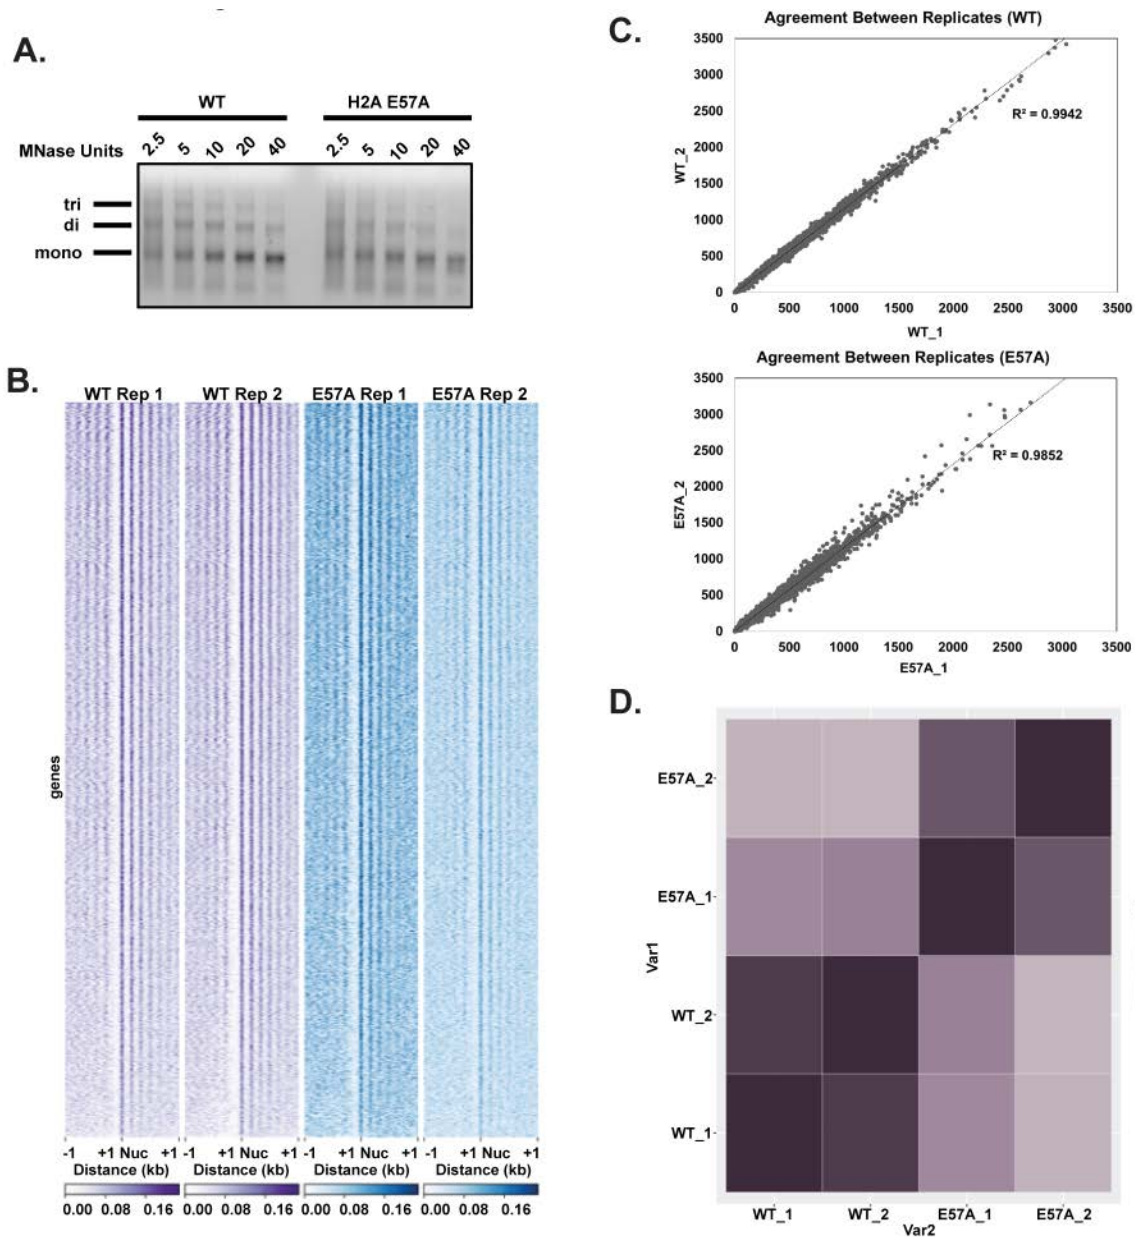 A.
WT H2A E57A
MNase Units 2.5 5 10 20 40 2.5 5 10 20 40
tri
di
mono
B.
WT Rep 1 WT Rep 2 E57A Rep 1 E57A Rep 2
genes
-1 +1 Nuc +1 -1 +1 Nuc +1 -1 +1 Nuc +1 -1 +1 Nuc +1
Distance (kb) Distance (kb) Distance (kb) Distance (kb)
0.00 0.08 0.16 0.00 0.08 0.16 0.00 0.08 0.16 0.00 0.08 0.16
C.
Agreement Between Replicates (WT)
3500
3000
2500
2000
1500
1000
500
0
WT_2
R² = 0.9942
0 500 1000 1500 2000 2500 3000 3500
WT_1
Agreement Between Replicates (E57A)
3500
3000
2500
2000
1500
1000
500
0
E57A_2
R² = 0.9852
0 500 1000 1500 2000 2500 3000 3500
E57A_1
D.
E57A_2
E57A_1
WT_2
WT_1
Var1
WT_1 WT_2 E57A_1 E57A_2
Var2